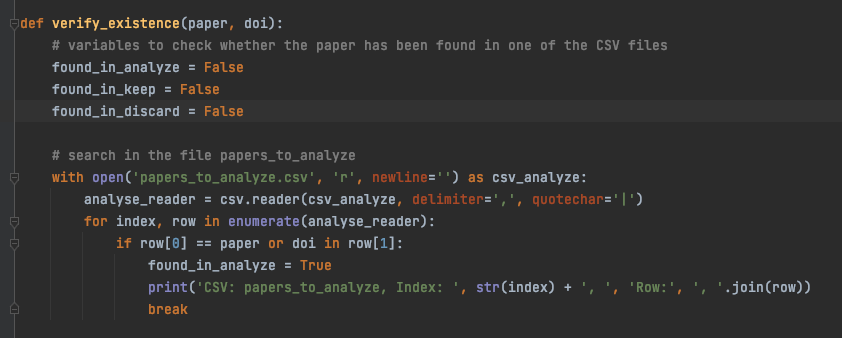 def verify_existence(paper, doi):
    # variables to check whether the paper has been found in one of the CSV files
    found_in_analyze = False
    found_in_keep = False
    found_in_discard = False

    # search in the file papers_to_analyze
    with open('papers_to_analyze.csv', 'r', newline='') as csv_analyze:
        analyse_reader = csv.reader(csv_analyze, delimiter=',', quotechar='|')
        for index, row in enumerate(analyse_reader):
            if row[0] == paper or doi in row[1]:
                found_in_analyze = True
                print('CSV: papers_to_analyze, Index: ', str(index) + ', ', 'Row:', ', '.join(row))
                break